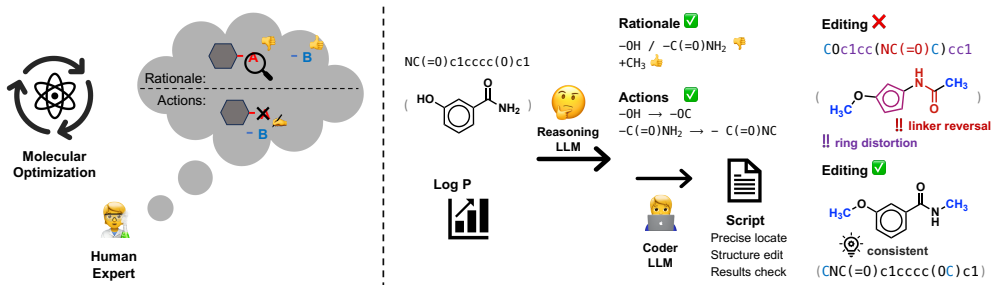 Molecular
Optimization
Rationale:
A
– B
Actions:
A
– B
Human
Expert
NC(=O)c1cccc(O)c1
(
HO
O
NH2
)
Log P
Reasoning
LLM
Rationale
–OH / –C(=O)NH2
+CH3
Actions
–OH → –OC
–C(=O)NH2 → – C(=O)NC
Coder
LLM
Script
Precise locate
Structure edit
Results check
Editing
COc1cc(NC(=O)C)cc1
(
H3C
O
H
N
O
CH3
)
!! linker reversal
!! ring distortion
Editing
H3C
O
O
N
H
CH3
consistent
(CNC(=O)c1cccc(OC)c1)